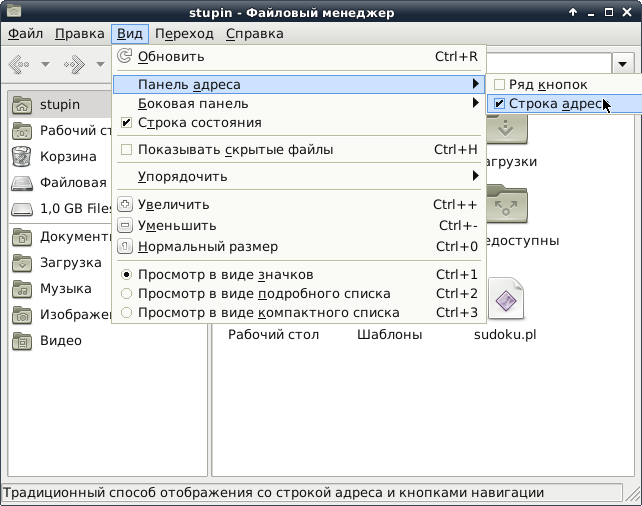 stupin - Файловый менеджер
Файл Правка Вид Переход Справка
Обновить Ctrl+R
Панель адреса
Ряд кнопок
Боковая панель
Строка адреса
Строка состояния
Показывать скрытые файлы Ctrl+H
Упорядочить
Увеличить Ctrl++
Уменьшить Ctrl+-
Нормальный размер Ctrl+0
Просмотр в виде значков Ctrl+1
Просмотр в виде подробного списка Ctrl+2
Просмотр в виде компактного списка Ctrl+3
stupin
Рабочий ст
Корзина
Файловая
1,0 GB Files
Документы
Загрузка
Музыка
Изображен
Видео
агрузки
едоступны
Рабочий стол Шаблоны sudoku.pl
Традиционный способ отображения со строкой адреса и кнопками навигации